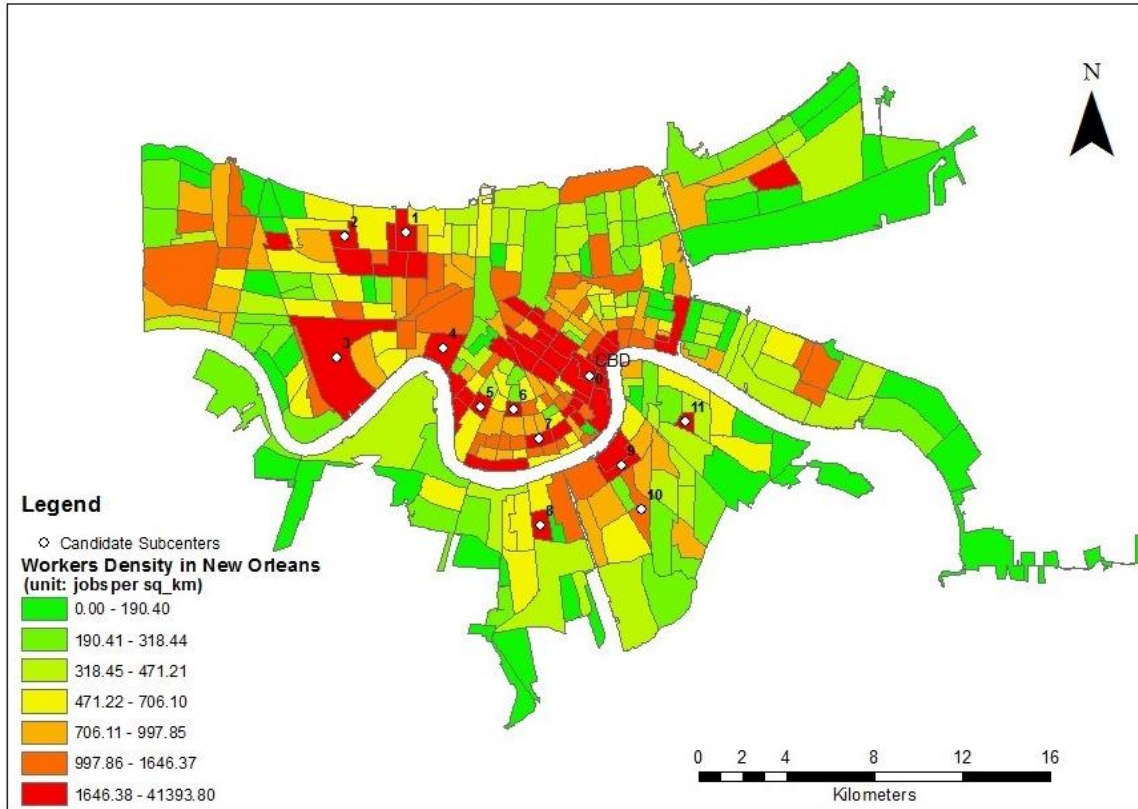 N
2
1
4
3
CBD
0
5
6
11
7
9
10
8
Legend
Candidate Subcenters
Workers Density in New Orleans
(unit: jobs per sq_km)
0.00 - 190.40
190.41 - 318.44
318.45 - 471.21
471.22 - 706.10
706.11 - 997.85
997.86 - 1646.37
1646.38 - 41393.80
0 2 4 8 12 16
Kilometers